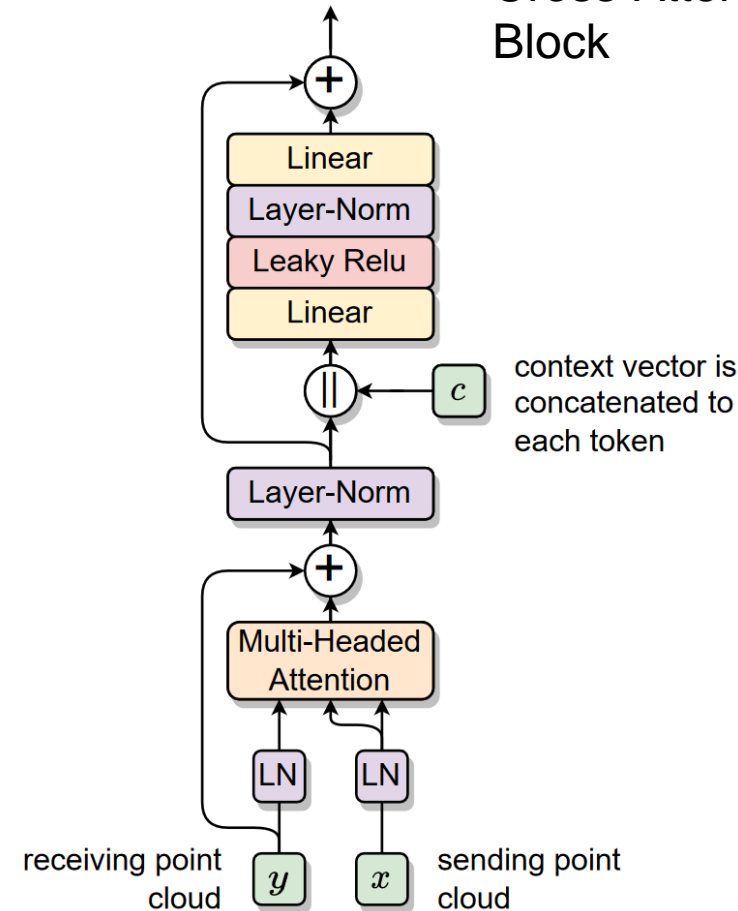 Block
+
Linear
Layer-Norm
Leaky Relu
Linear
||
c
context vector is
concatenated to
each token
Layer-Norm
+
Multi-Headed
Attention
LN
LN
receiving point
cloud
y
x
sending point
cloud